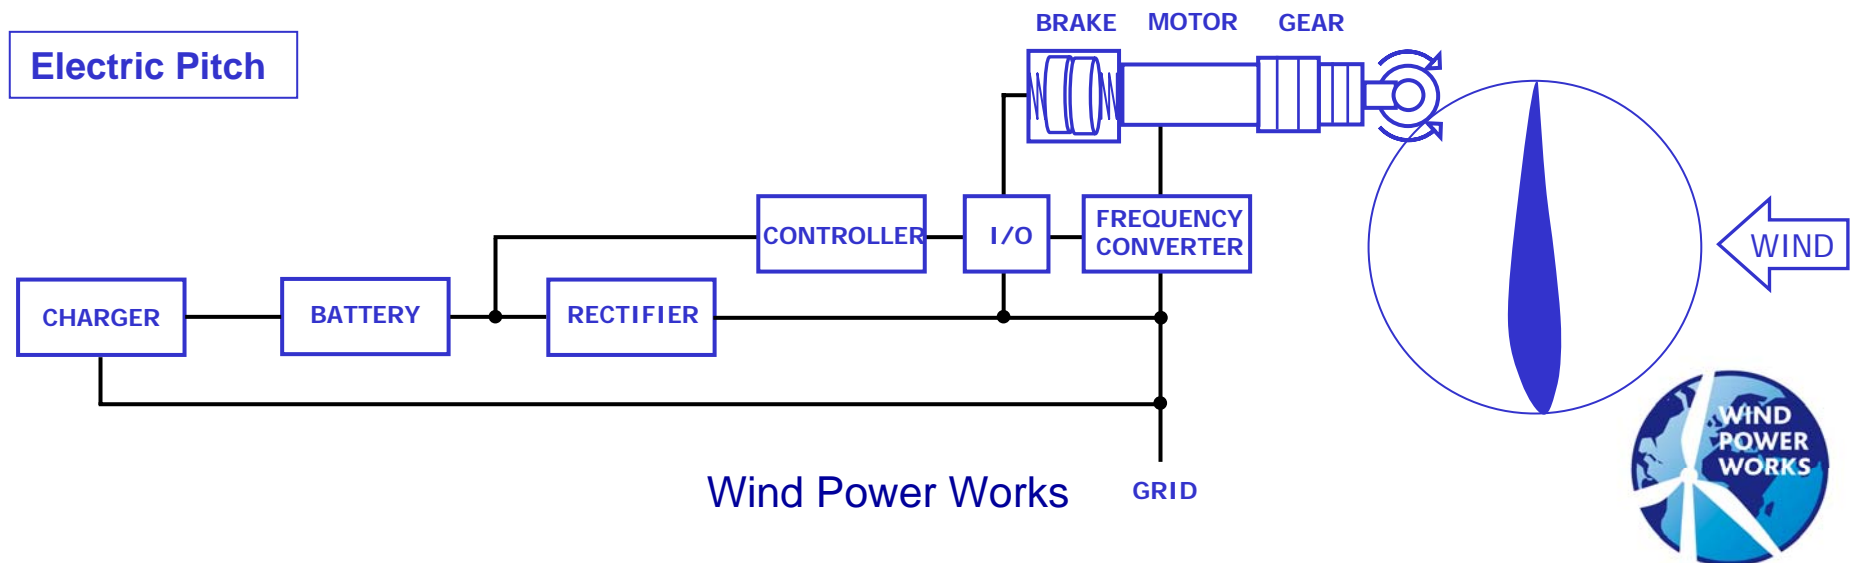 BRAKE MOTOR GEAR
Electric Pitch
CONTROLLER
I/O
FREQUENCY
CONVERTER
WIND
CHARGER
BATTERY
RECTIFIER
WIND
POWER
WORKS
Wind Power Works
GRID